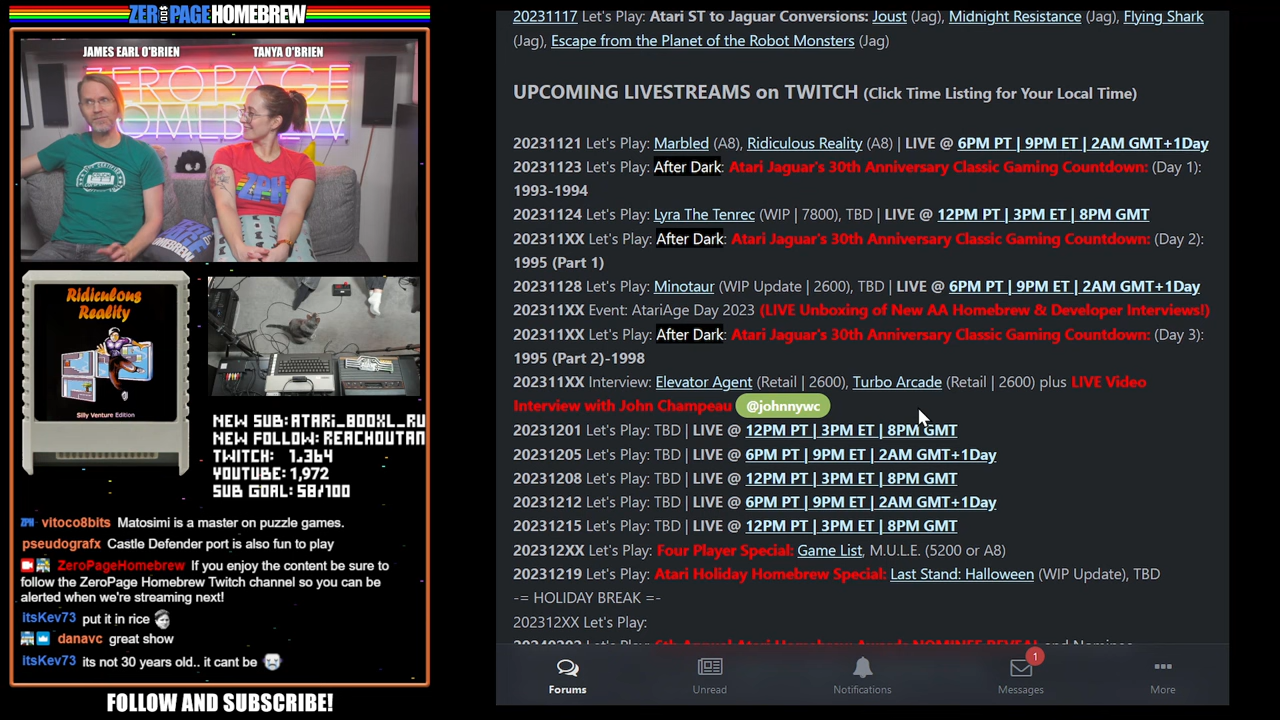 ZEROPAGE HOMEBREW
JAMES EARL O'BRIEN
TANYA O'BRIEN
ZEROPAGE
HOMEBREW
ZPH
Ridiculous
Reality
Silly Venture Edition
NEW SUB: ATARI_800XL_RU
NEW FOLLOW: REACHOUTAN
TWITCH: 1,364
YOUTUBE: 1,972
SUB GOAL: 58/100
vitoco8bits Matosimi is a master on puzzle games.
pseudografx Castle Defender port is also fun to play
ZeroPageHomebrew If you enjoy the content be sure to
follow the ZeroPage Homebrew Twitch channel so you can be
alerted when we're streaming next!
itsKev73 put it in rice
danavc great show
itsKev73 its not 30 years old.. it cant be
FOLLOW AND SUBSCRIBE!
20231117 Let's Play: Atari ST to Jaguar Conversions: Joust (Jag), Midnight Resistance (Jag), Flying Shark
(Jag), Escape from the Planet of the Robot Monsters (Jag)
UPCOMING LIVESTREAMS on TWITCH (Click Time Listing for Your Local Time)
20231121 Let's Play: Marbled (A8), Ridiculous Reality (A8) | LIVE @ 6PM PT | 9PM ET | 2AM GMT+1Day
20231123 Let's Play: After Dark: Atari Jaguar's 30th Anniversary Classic Gaming Countdown: (Day 1):
1993-1994
20231124 Let's Play: Lyra The Tenrec (WIP | 7800), TBD | LIVE @ 12PM PT | 3PM ET | 8PM GMT
202311XX Let's Play: After Dark: Atari Jaguar's 30th Anniversary Classic Gaming Countdown: (Day 2):
1995 (Part 1)
20231128 Let's Play: Minotaur (WIP Update | 2600), TBD | LIVE @ 6PM PT | 9PM ET | 2AM GMT+1Day
202311XX Event: AtariAge Day 2023 (LIVE Unboxing of New AA Homebrew & Developer Interviews!)
202311XX Let's Play: After Dark: Atari Jaguar's 30th Anniversary Classic Gaming Countdown: (Day 3):
1995 (Part 2)-1998
202311XX Interview: Elevator Agent (Retail | 2600), Turbo Arcade (Retail | 2600) plus LIVE Video
Interview with John Champeau @johnnywc
20231201 Let's Play: TBD | LIVE @ 12PM PT | 3PM ET | 8PM GMT
20231205 Let's Play: TBD | LIVE @ 6PM PT | 9PM ET | 2AM GMT+1Day
20231208 Let's Play: TBD | LIVE @ 12PM PT | 3PM ET | 8PM GMT
20231212 Let's Play: TBD | LIVE @ 6PM PT | 9PM ET | 2AM GMT+1Day
20231215 Let's Play: TBD | LIVE @ 12PM PT | 3PM ET | 8PM GMT
202312XX Let's Play: Four Player Special: Game List, M.U.L.E. (5200 or A8)
20231219 Let's Play: Atari Holiday Homebrew Special: Last Stand: Halloween (WIP Update), TBD
-= HOLIDAY BREAK =-
202312XX Let's Play:
Forums
Unread
Notifications
1
Messages
More